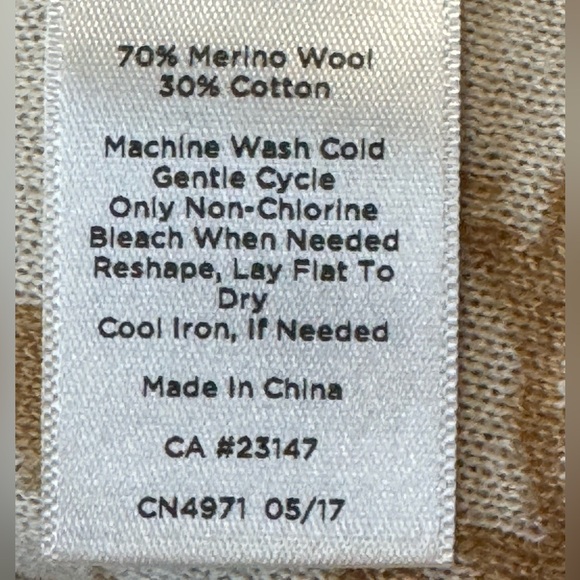 70% Merino Wool
30% Cotton
Machine Wash Cold
Gentle Cycle
Only Non-Chlorine
Bleach When Needed
Reshape, Lay Flat To
Dry
Cool Iron, If Needed
Made In China
CA #23147
CN4971 05/17